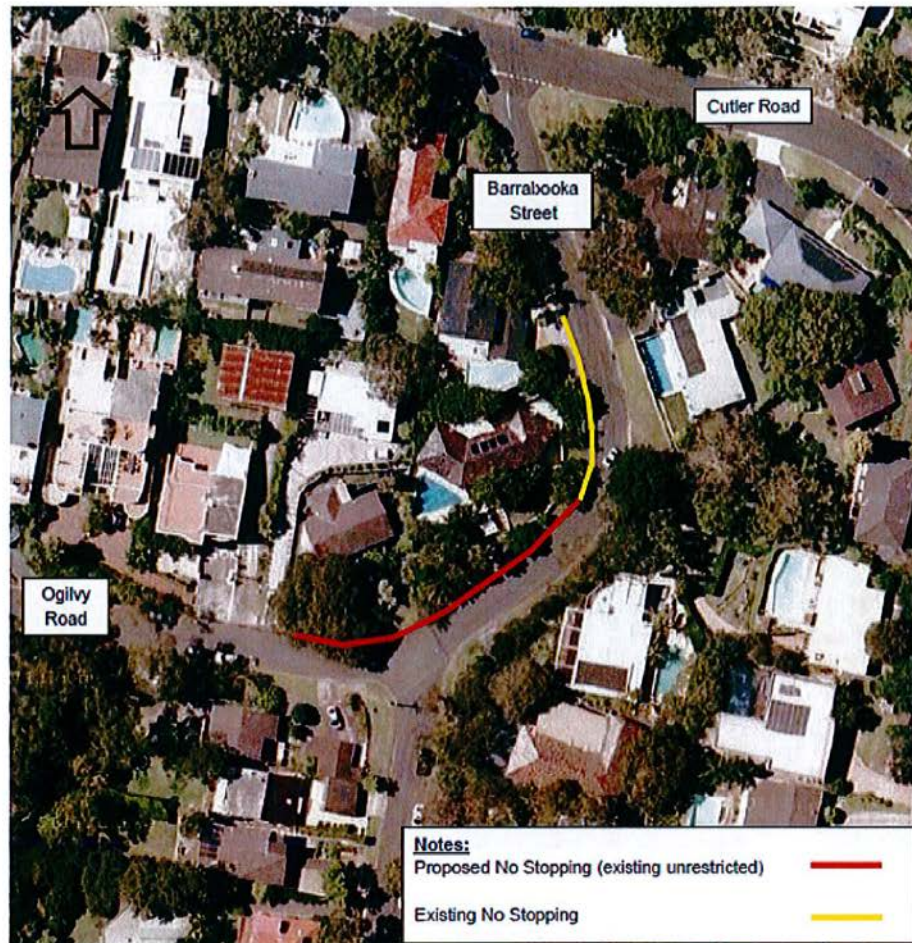 Cutler Road
Barrabooka
Street
Ogilvy
Road
Notes:
Proposed No Stopping (existing unrestricted)
Existing No Stopping